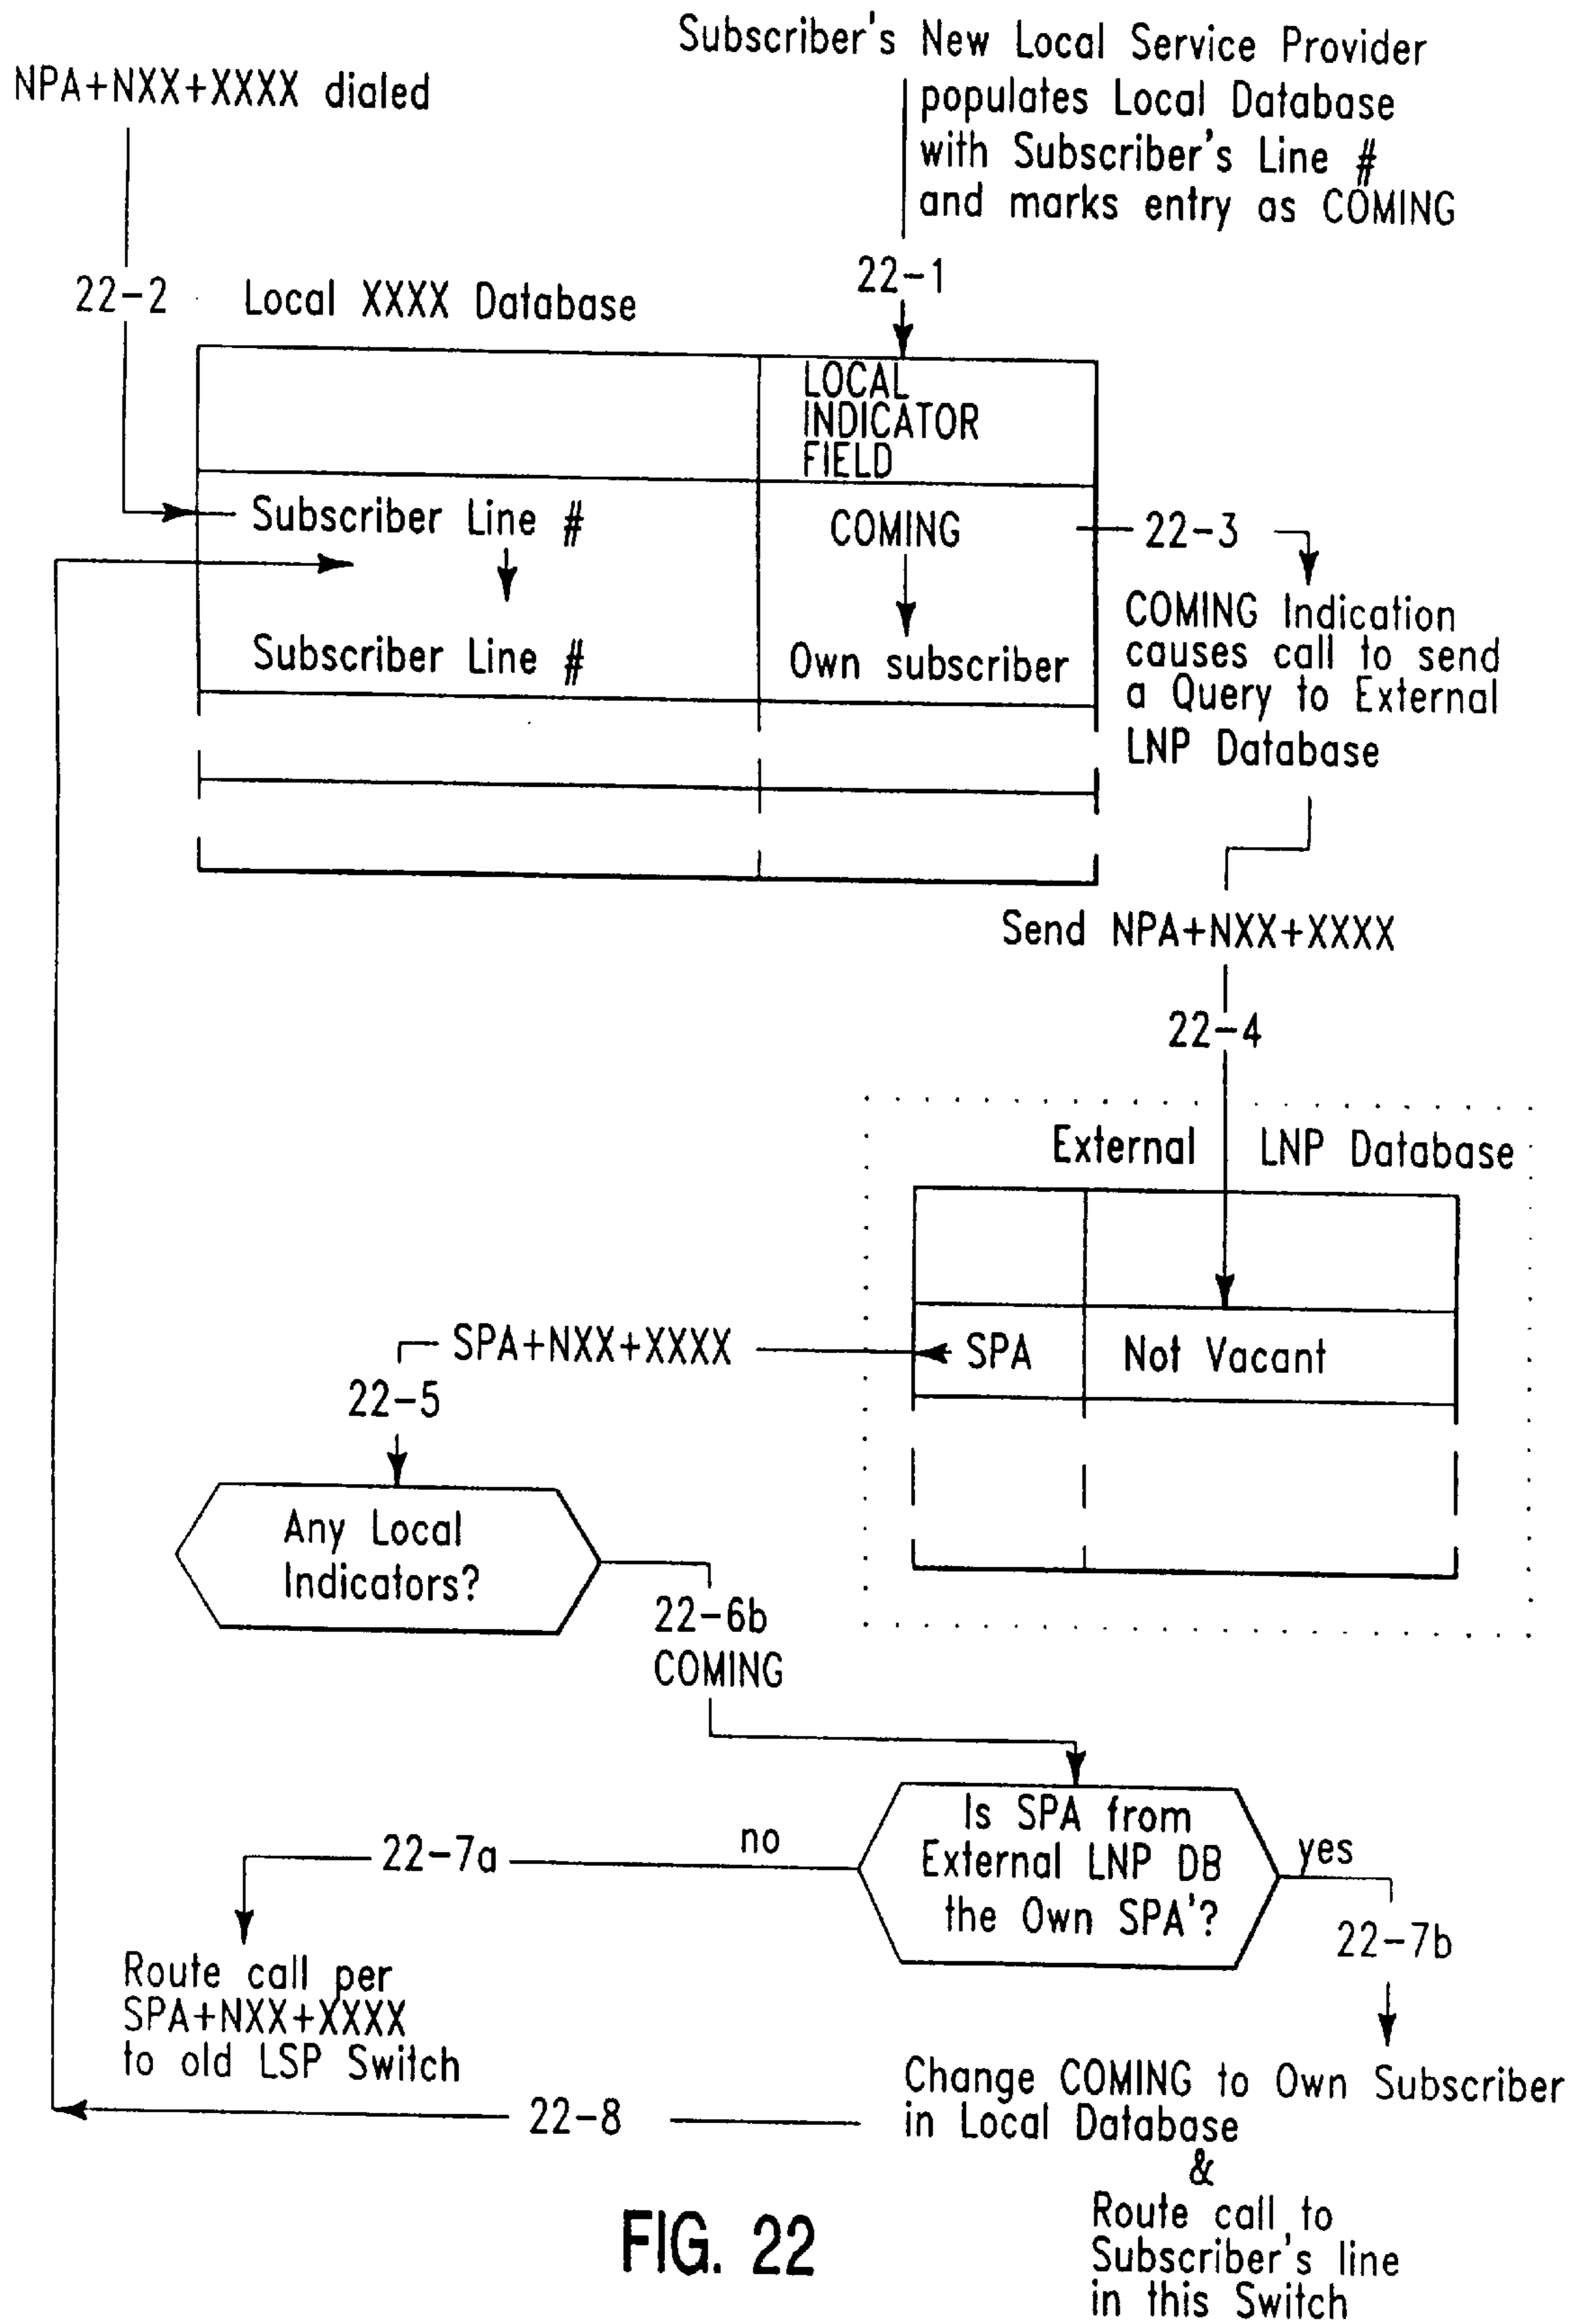 Subscriber's New Local Service Provider
populates Local Database
with Subscriber's Line #
and marks entry as COMING
NPA+NXX+XXXX dialed
22-1
22-2
Local XXXX Database
LOCAL
INDICATOR
FIELD
Subscriber Line #
COMING
22-3
Subscriber Line #
Own subscriber
COMING Indication
causes call to send
a Query to External
LNP Database
Send NPA+NXX+XXXX
22-4
External LNP Database
SPA+NXX+XXXX
SPA
Not Vacant
22-5
Any Local
Indicators?
22-6b
COMING
Is SPA from
External LNP DB
the Own SPA'?
no
yes
22-7a
22-7b
Route call per
SPA+NXX+XXXX
to old LSP Switch
Change COMING to Own Subscriber
in Local Database
&
Route call to
Subscriber's line
in this Switch
22-8
FIG. 22